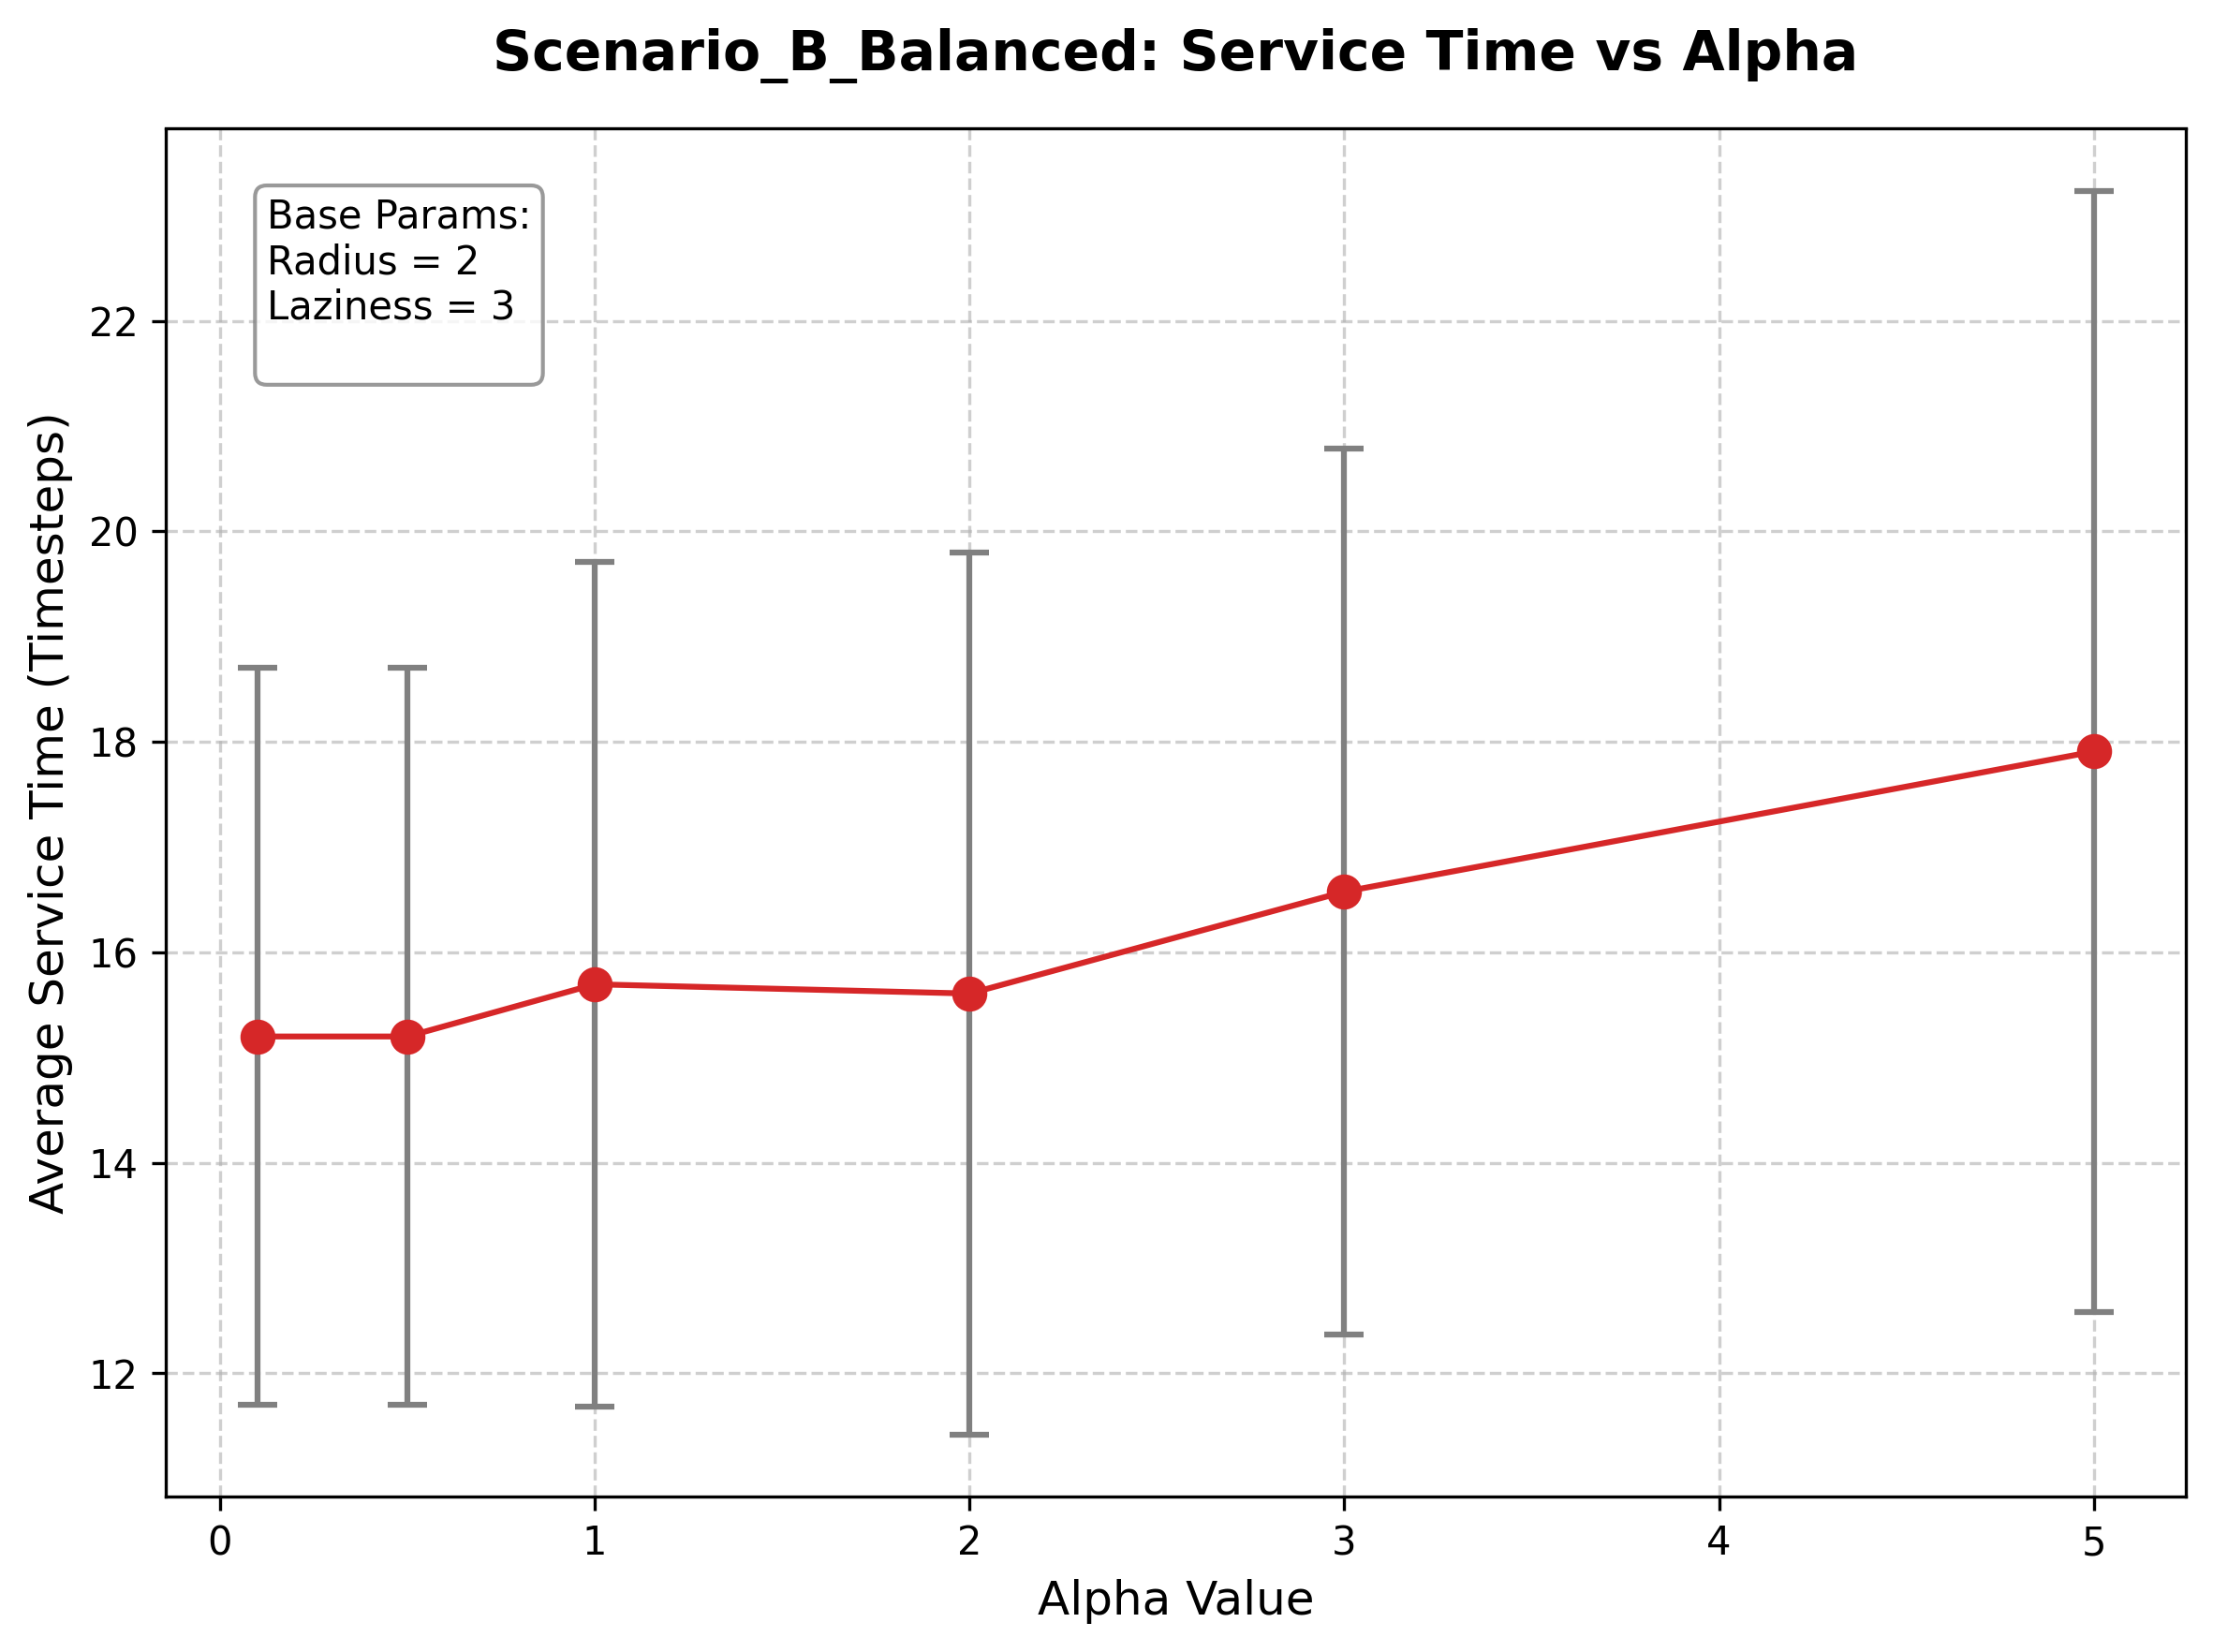 Scenario_B_Balanced: Service Time vs Alpha
Base Params:
Radius = 2
Laziness = 3
Average Service Time (Timesteps)
22
20
18
16
14
12
0 1 2 3 4 5
Alpha Value